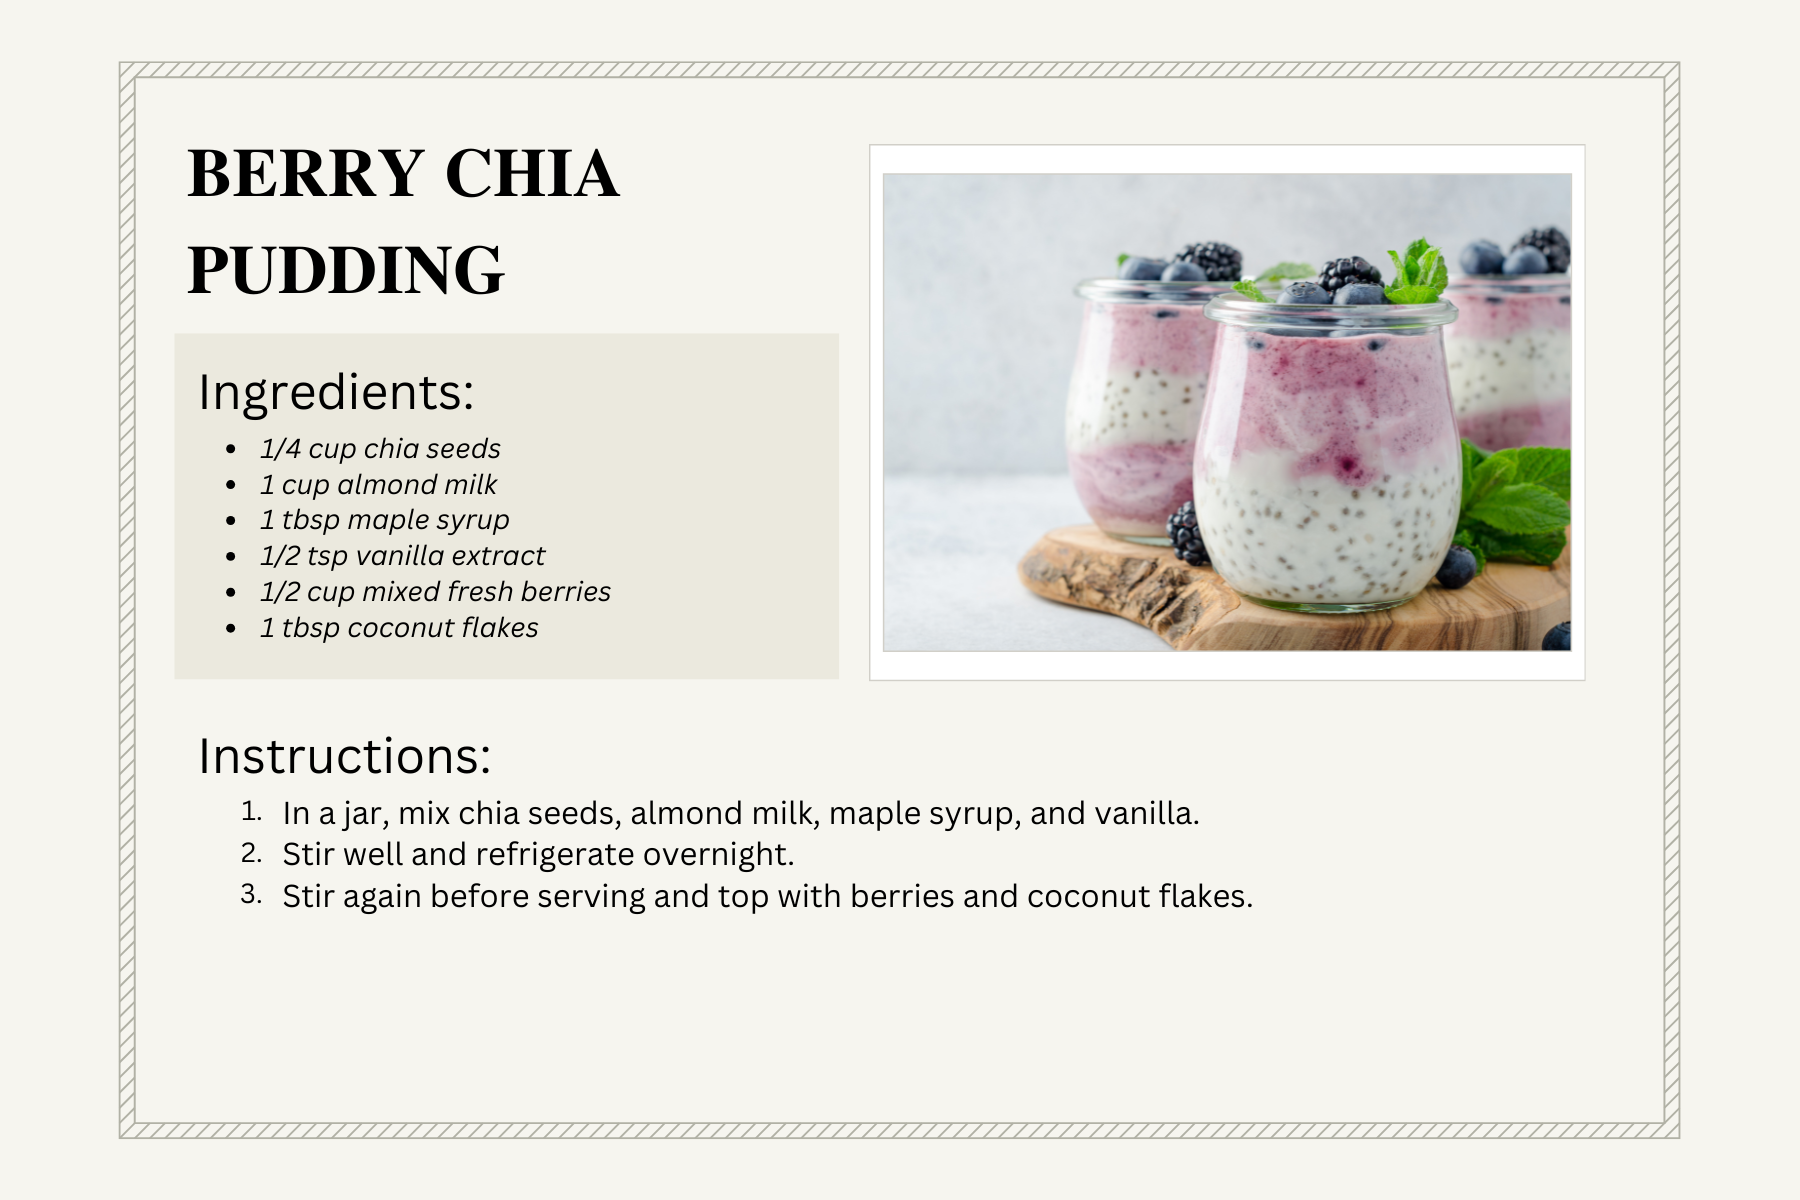 BERRY CHIA
PUDDING
Ingredients:
• 1/4 cup chia seeds
• 1 cup almond milk
• 1 tbsp maple syrup
• 1/2 tsp vanilla extract
• 1/2 cup mixed fresh berries
• 1 tbsp coconut flakes
Instructions:
1. In a jar, mix chia seeds, almond milk, maple syrup, and vanilla.
2. Stir well and refrigerate overnight.
3. Stir again before serving and top with berries and coconut flakes.